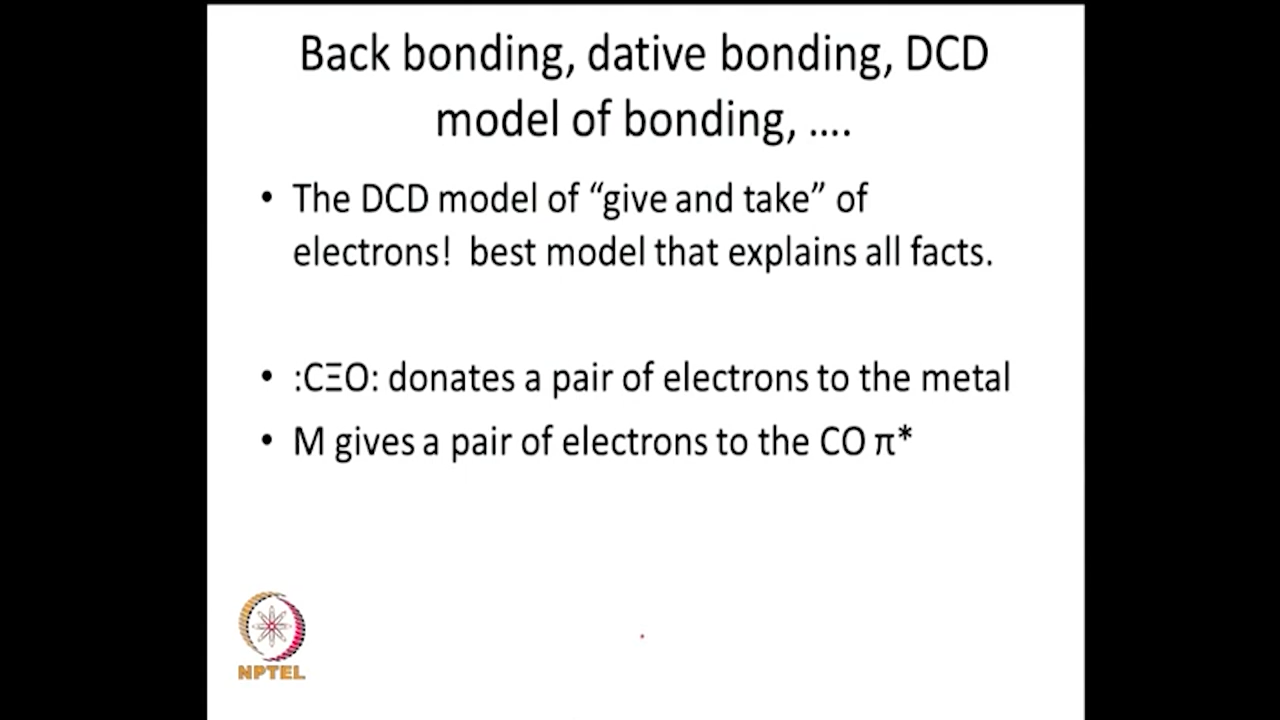 Back bonding, dative bonding, DCD
model of bonding, ….
• The DCD model of “give and take” of
electrons! best model that explains all facts.
• :CΞO: donates a pair of electrons to the metal
• M gives a pair of electrons to the CO π*
NPTEL